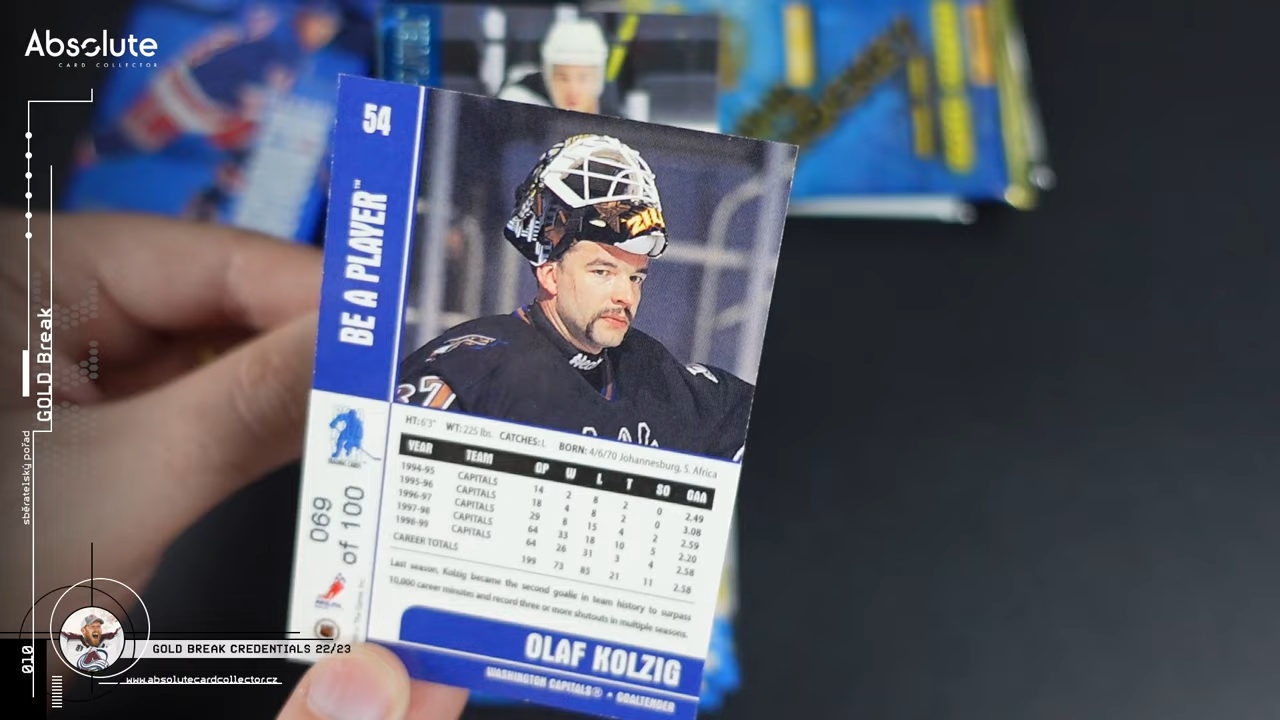 Absolute
CARD COLLECTOR
GOLD Break
sběratelský pořad
010
GOLD BREAK CREDENTIALS 22/23
www.absolutecardcollector.cz
54
BE A PLAYER™
069
of 100
ZILL
37
HT: 6'3" WT: 225 lbs. CATCHES: L BORN: 4/6/70 Johannesburg, S. Africa
YEAR TEAM GP W L T SO GAA
1994-95 CAPITALS 14 2 8 2 0 2.49
1995-96 CAPITALS 18 4 8 2 0 3.08
1996-97 CAPITALS 29 8 15 4 2 2.59
1997-98 CAPITALS 64 33 18 10 5 2.20
1998-99 CAPITALS 64 26 31 3 4 2.58
CAREER TOTALS 199 73 85 21 11 2.58
Last season, Kolzig became the second goalie in team history to surpass
10,000 career minutes and record three or more shutouts in multiple seasons.
OLAF KOLZIG
WASHINGTON CAPITALS® • GOALTENDER